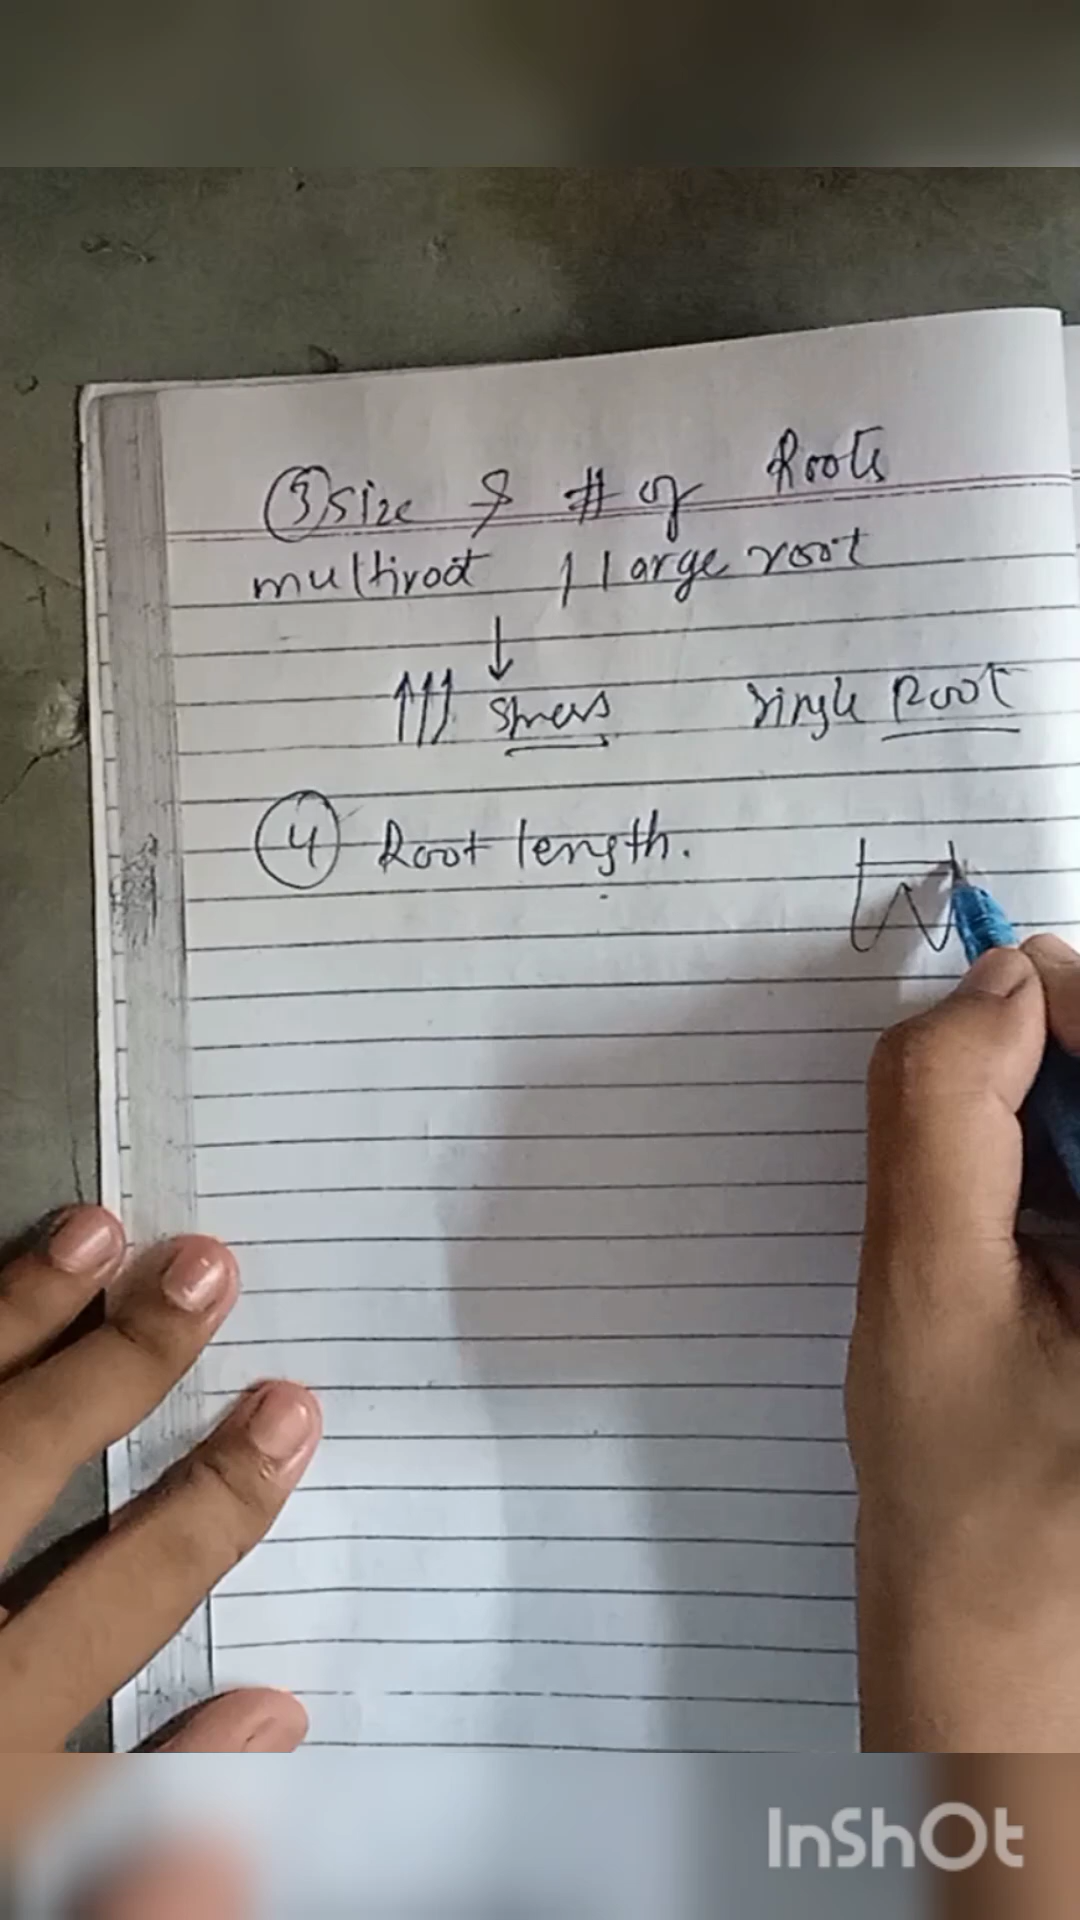 ③ Size & # of Roots
multiroot / large root
↓
↑↑↑ stress single Root
④ Root length.
InShOt